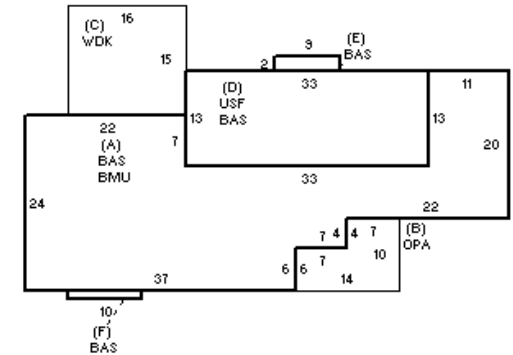 16
(C)
WDK
15
9
(E)
BAS
2
33
11
(D)
USF
BAS
13
13
22
(A)
BAS
BMU
7
20
33
24
22
7 4 4 7
(B)
OPA
7
10
6 6
37
14
10
(F)
BAS